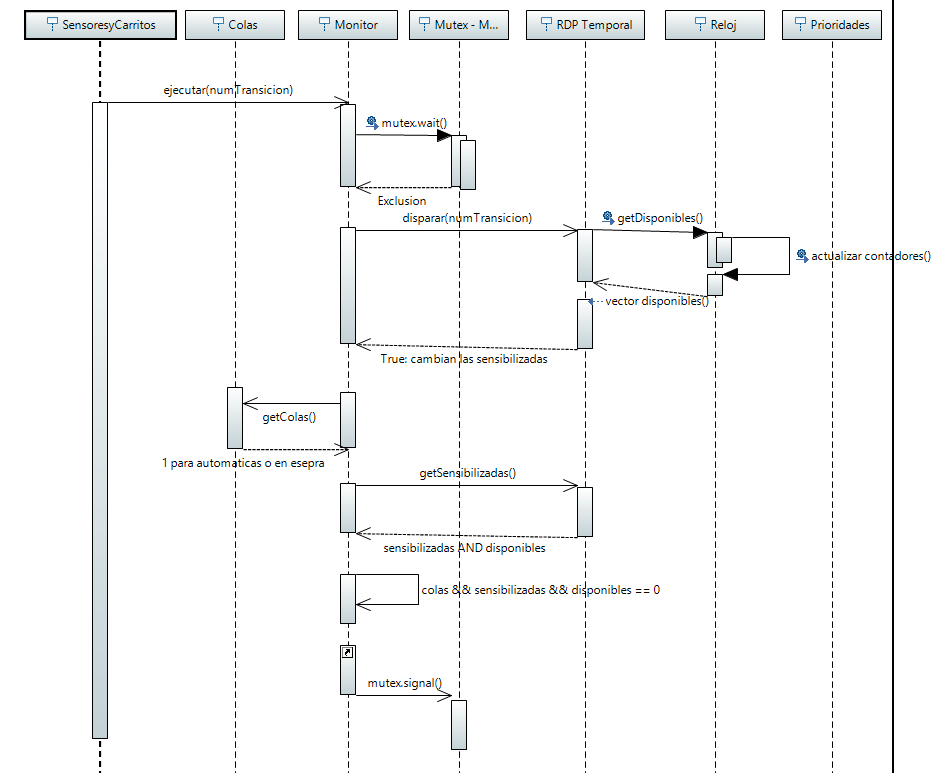 SensoresyCarritos
Colas
Monitor
Mutex - M...
RDP Temporal
Reloj
Prioridades
ejecutar(numTransicion)
mutex.wait()
Exclusion
disparar(numTransicion)
getDisponibles()
actualizar contadores()
vector disponibles()
True: cambian las sensibilizadas
getColas()
1 para automaticas o en esepra
getSensibilizadas()
sensibilizadas AND disponibles
colas && sensibilizadas && disponibles == 0
mutex.signal()